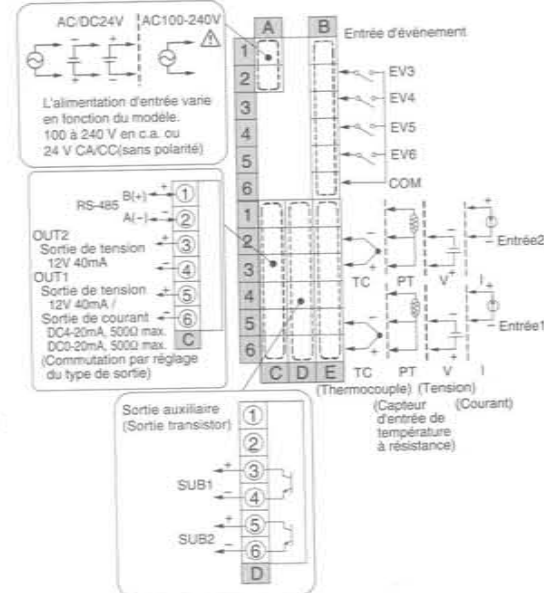 AC/DC24V
AC100-240V
L'alimentation d'entrée varie
en fonction du modèle.
100 à 240 V en c.a. ou
24 V CA/CC(sans polarité)
A
B
Entrée d'évènement
1
2
3
4
5
6
EV3
EV4
EV5
EV6
COM
1
2
3
4
5
6
C D E
Entrée2
TC PT V I
Entrée1
TC PT V I
(Thermocouple) (Tension)
(Capteur (Courant)
d'entrée de
température
à résistance)
RS-485
B(+) 1
A(−) 2
OUT2
Sortie de tension + 3
12V 40mA − 4
OUT1
Sortie de tension + 5
12V 40mA /
Sortie de courant − 6
DC4-20mA, 500Ω max.
DC0-20mA, 500Ω max.
C
(Commutation par réglage
du type de sortie)
Sortie auxiliaire
(Sortie transistor)
1
2
SUB1 + 3
− 4
SUB2 + 5
− 6
D